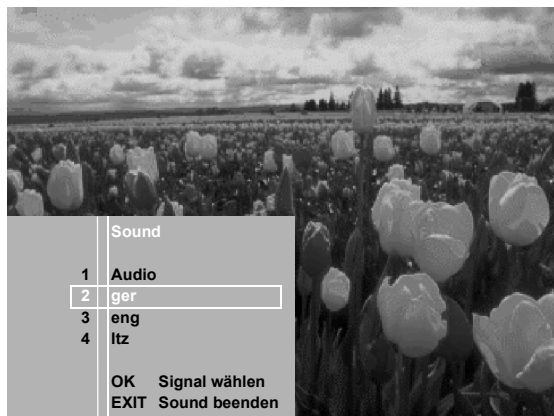 Sound
1 Audio
2 ger
3 eng
4 ltz
OK Signal wählen
EXIT Sound beenden